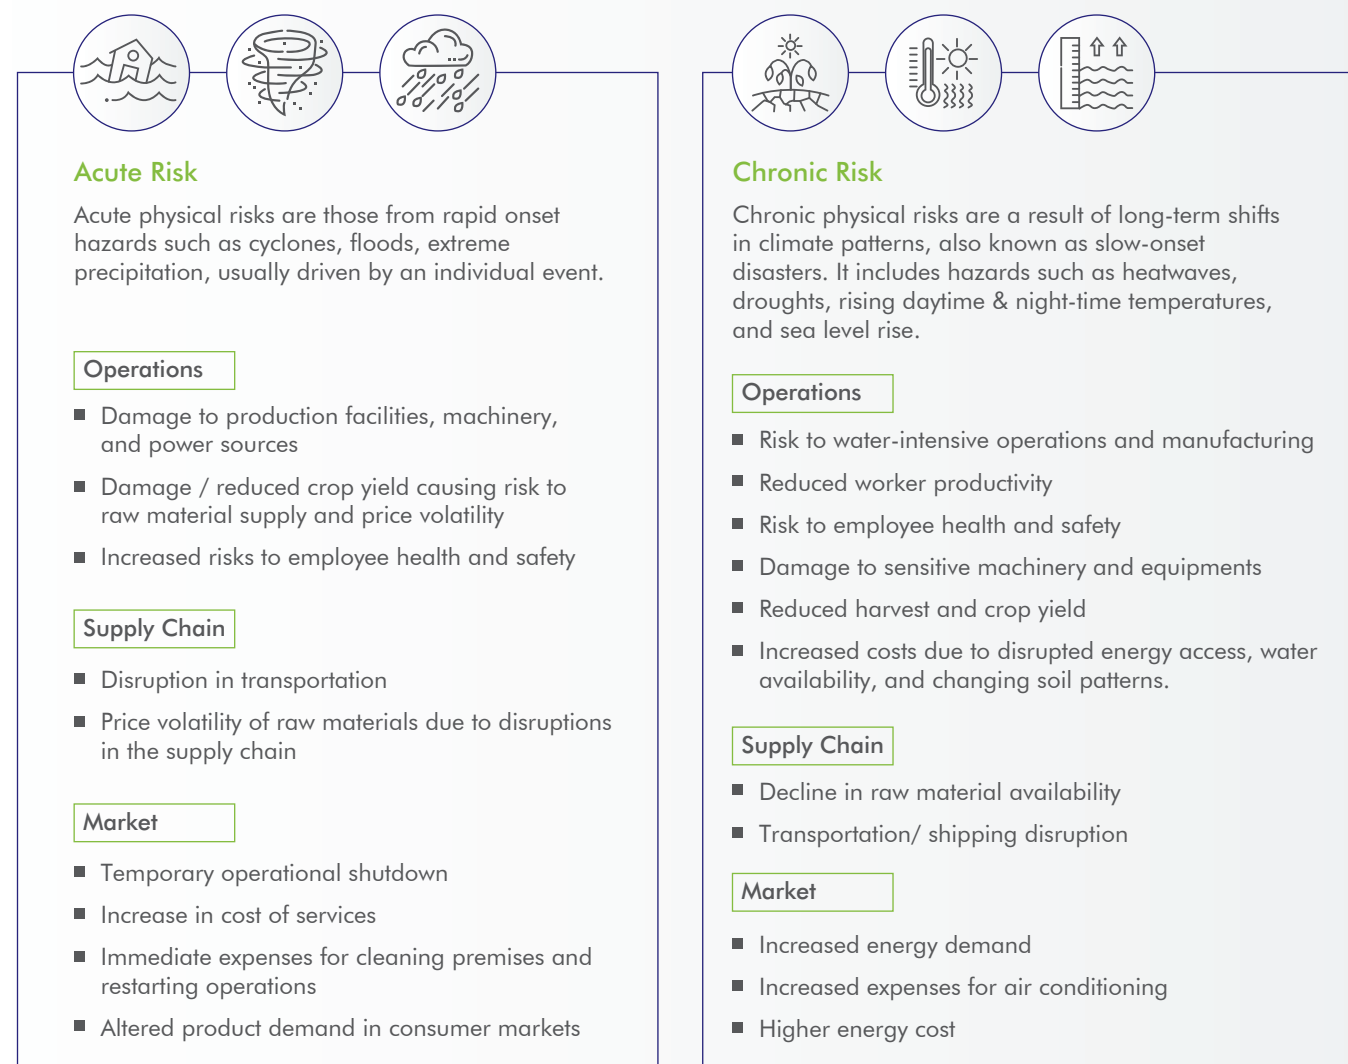 Acute Risk
Acute physical risks are those from rapid onset
hazards such as cyclones, floods, extreme
precipitation, usually driven by an individual event.
Operations
■ Damage to production facilities, machinery,
and power sources
■ Damage / reduced crop yield causing risk to
raw material supply and price volatility
■ Increased risks to employee health and safety
Supply Chain
■ Disruption in transportation
■ Price volatility of raw materials due to disruptions
in the supply chain
Market
■ Temporary operational shutdown
■ Increase in cost of services
■ Immediate expenses for cleaning premises and
restarting operations
■ Altered product demand in consumer markets
Chronic Risk
Chronic physical risks are a result of long-term shifts
in climate patterns, also known as slow-onset
disasters. It includes hazards such as heatwaves,
droughts, rising daytime & night-time temperatures,
and sea level rise.
Operations
■ Risk to water-intensive operations and manufacturing
■ Reduced worker productivity
■ Risk to employee health and safety
■ Damage to sensitive machinery and equipments
■ Reduced harvest and crop yield
■ Increased costs due to disrupted energy access, water
availability, and changing soil patterns.
Supply Chain
■ Decline in raw material availability
■ Transportation/ shipping disruption
Market
■ Increased energy demand
■ Increased expenses for air conditioning
■ Higher energy cost